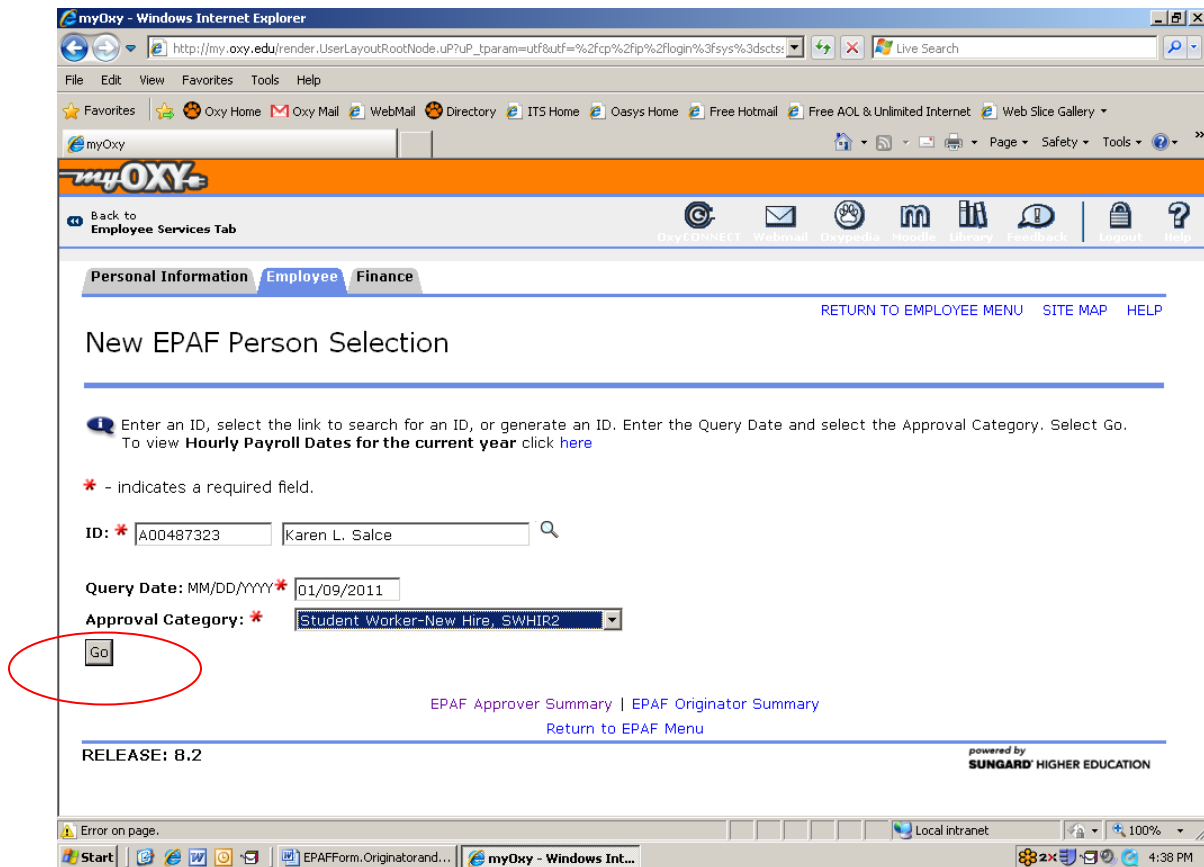 myOxy - Windows Internet Explorer
http://my.oxy.edu/render.UserLayoutRootNode.uP?uP_tparam=utf&utf=%2fcp%2fip%2flogin%3fsys%3dsctss
Live Search
File Edit View Favorites Tools Help
Favorites Oxy Home Oxy Mail WebMail Directory ITS Home Oasys Home Free Hotmail Free AOL & Unlimited Internet Web Slice Gallery
myOxy
Page Safety Tools »
myOXY
Back to
Employee Services Tab
OxyCONNECT Webmail Oxypedia Moodle Library Feedback Logout Help
Personal Information Employee Finance
RETURN TO EMPLOYEE MENU SITE MAP HELP
New EPAF Person Selection
Enter an ID, select the link to search for an ID, or generate an ID. Enter the Query Date and select the Approval Category. Select Go.
To view Hourly Payroll Dates for the current year click here
* - indicates a required field.
ID: * A00487323 Karen L. Salce
Query Date: MM/DD/YYYY* 01/09/2011
Approval Category: * Student Worker-New Hire, SWHIR2
Go
EPAF Approver Summary | EPAF Originator Summary
Return to EPAF Menu
RELEASE: 8.2
powered by
SUNGARD® HIGHER EDUCATION
Error on page.
Local intranet
100%
Start
EPAFForm.Originatorand...
myOxy - Windows Int...
2X
4:38 PM